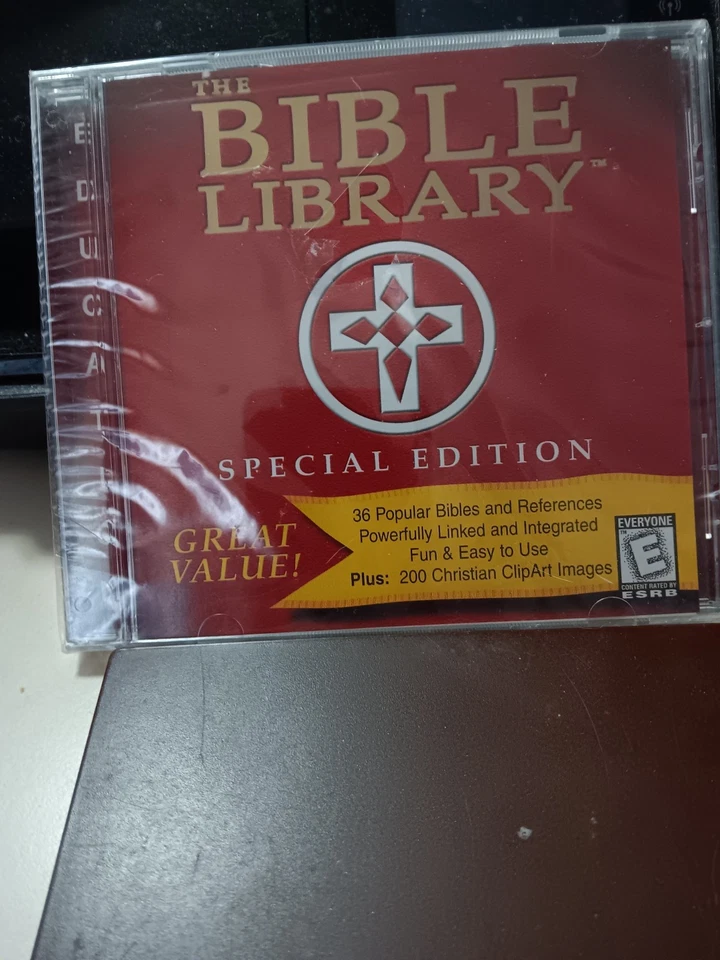 THE
BIBLE
LIBRARY™
SPECIAL EDITION
GREAT
VALUE!
36 Popular Bibles and References
Powerfully Linked and Integrated
Fun & Easy to Use
Plus: 200 Christian ClipArt Images
EVERYONE
E
CONTENT RATED BY
ESRB